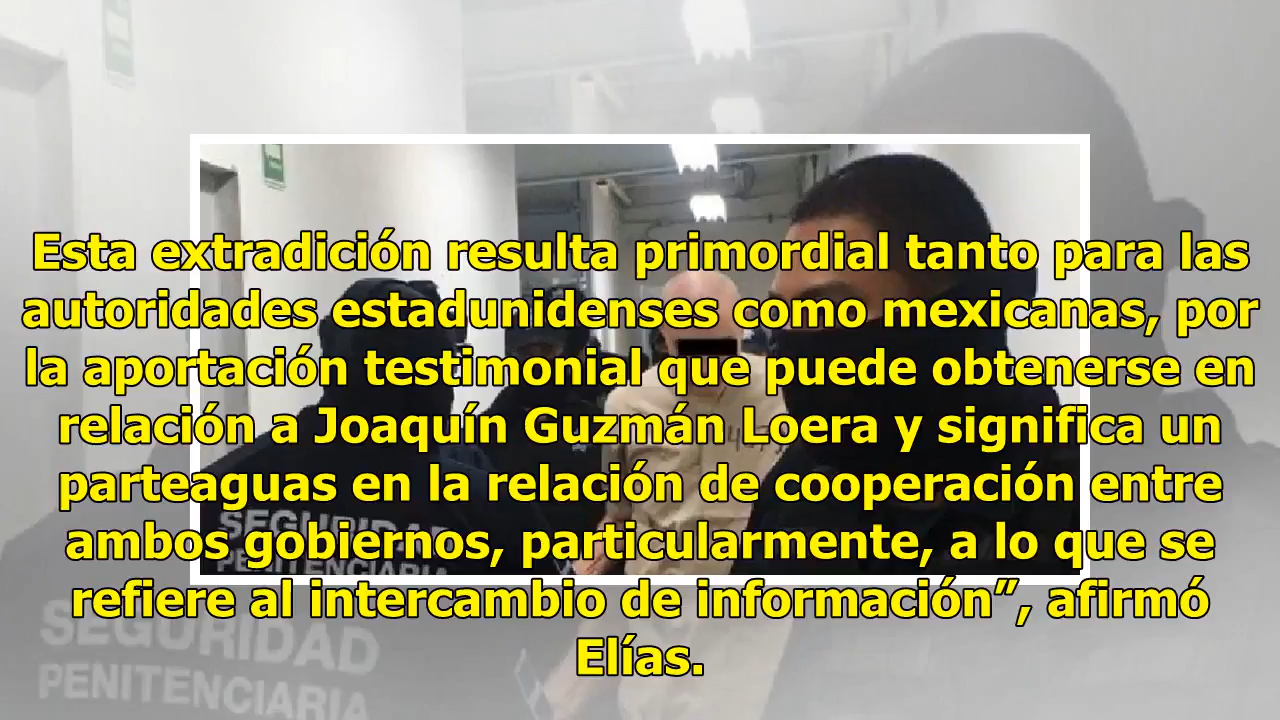 Esta extradición resulta primordial tanto para las
autoridades estadunidenses como mexicanas, por
la aportación testimonial que puede obtenerse en
relación a Joaquín Guzmán Loera y significa un
parteaguas en la relación de cooperación entre
ambos gobiernos, particularmente, a lo que se
refiere al intercambio de información”, afirmó
Elías.
SEGURIDAD
PENITENCIARIA
SEGURIDAD
PENITENCIARIA